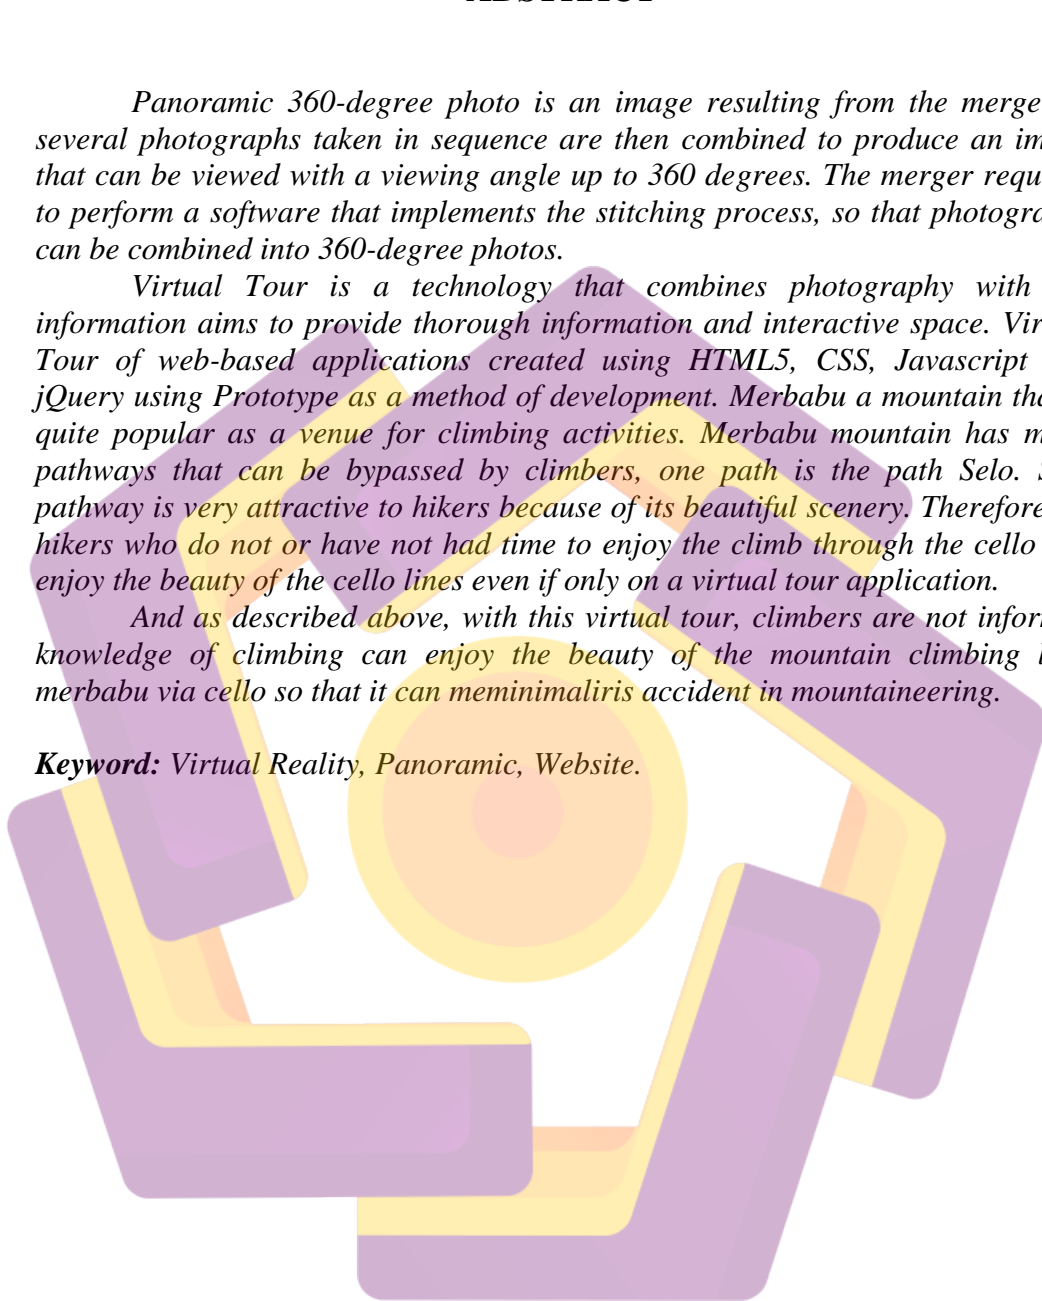 ABSTRACT
Panoramic 360-degree photo is an image resulting from the merge
several photographs taken in sequence are then combined to produce an im
that can be viewed with a viewing angle up to 360 degrees. The merger requ
to perform a software that implements the stitching process, so that photogra
can be combined into 360-degree photos.
Virtual Tour is a technology that combines photography with
information aims to provide thorough information and interactive space. Vir
Tour of web-based applications created using HTML5, CSS, Javascript
jQuery using Prototype as a method of development. Merbabu a mountain tha
quite popular as a venue for climbing activities. Merbabu mountain has m
pathways that can be bypassed by climbers, one path is the path Selo. S
pathway is very attractive to hikers because of its beautiful scenery. Therefore
hikers who do not or have not had time to enjoy the climb through the cello
enjoy the beauty of the cello lines even if only on a virtual tour application.
And as described above, with this virtual tour, climbers are not infor
knowledge of climbing can enjoy the beauty of the mountain climbing l
merbabu via cello so that it can meminimaliris accident in mountaineering.
Keyword: Virtual Reality, Panoramic, Website.